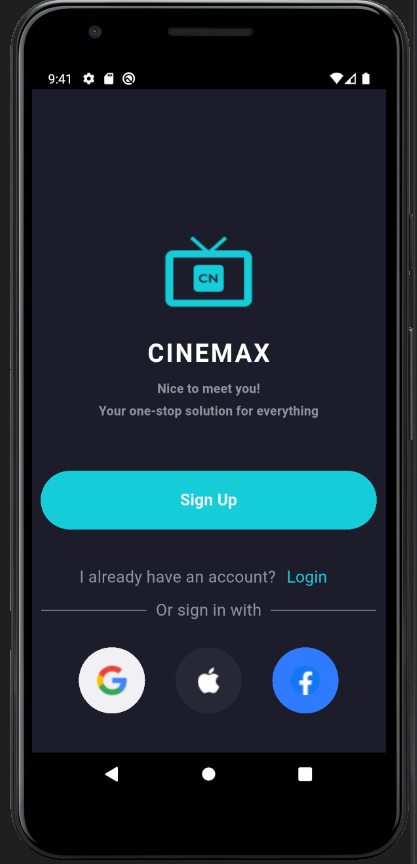 9:41
CN
CINEMAX
Nice to meet you!
Your one-stop solution for everything
Sign Up
I already have an account? Login
Or sign in with